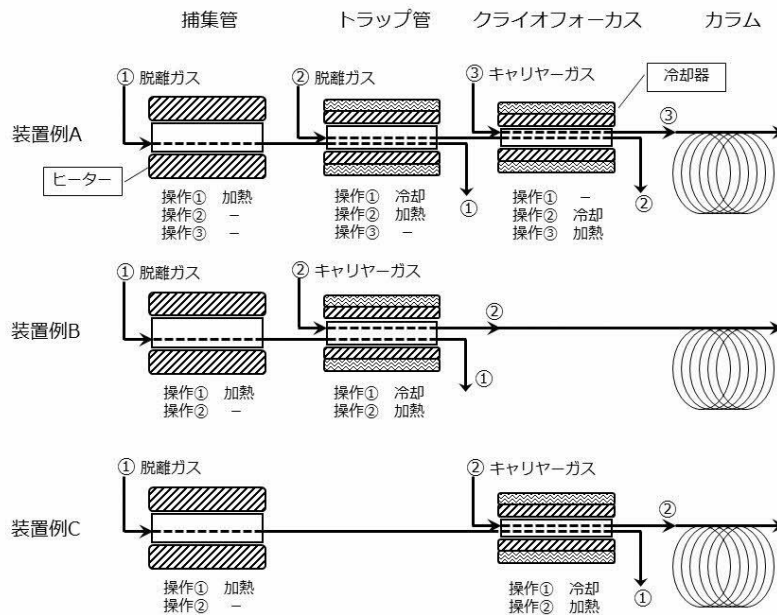 捕集管 トラップ管 クライオフォーカス カラム
① 脱離ガス ② 脱離ガス ③ キャリヤーガス 冷却器
③
装置例A
ヒーター
① ②
操作① 加熱 操作① 冷却 操作① －
操作② － 操作② 加熱 操作② 冷却
操作③ － 操作③ － 操作③ 加熱
① 脱離ガス ② キャリヤーガス
②
装置例B
①
操作① 加熱 操作① 冷却
操作② － 操作② 加熱
① 脱離ガス ② キャリヤーガス
②
装置例C
①
操作① 加熱 操作① 冷却
操作② － 操作② 加熱